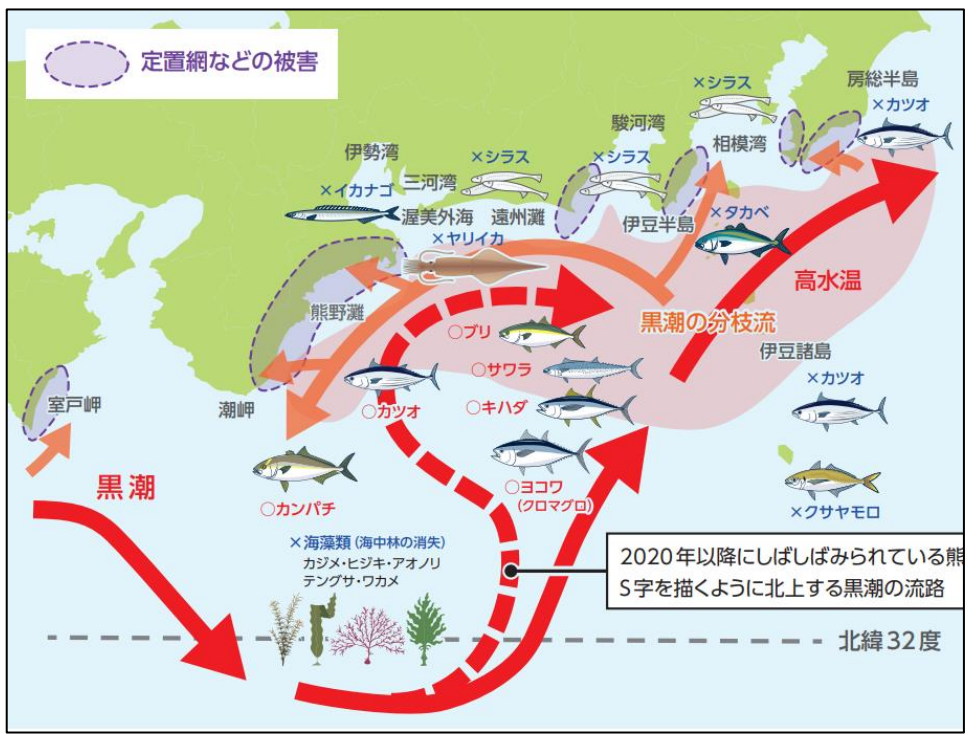 定置網などの被害
房総半島
×カツオ
×シラス
駿河湾
相模湾
伊勢湾
×シラス
×シラス
三河湾
×イカナゴ
渥美外海
遠州灘
伊豆半島
×タカベ
×ヤリイカ
高水温
熊野灘
黒潮の分枝流
○ブリ
伊豆諸島
○サワラ
×カツオ
室戸岬
潮岬
○カツオ
○キハダ
黒潮
○ヨコワ
(クロマグロ)
○カンパチ
×クサヤモロ
×海藻類(海中林の消失)
カジメ・ヒジキ・アオノリ
テングサ・ワカメ
2020年以降にしばしばみられている熊
S字を描くように北上する黒潮の流路
北緯32度